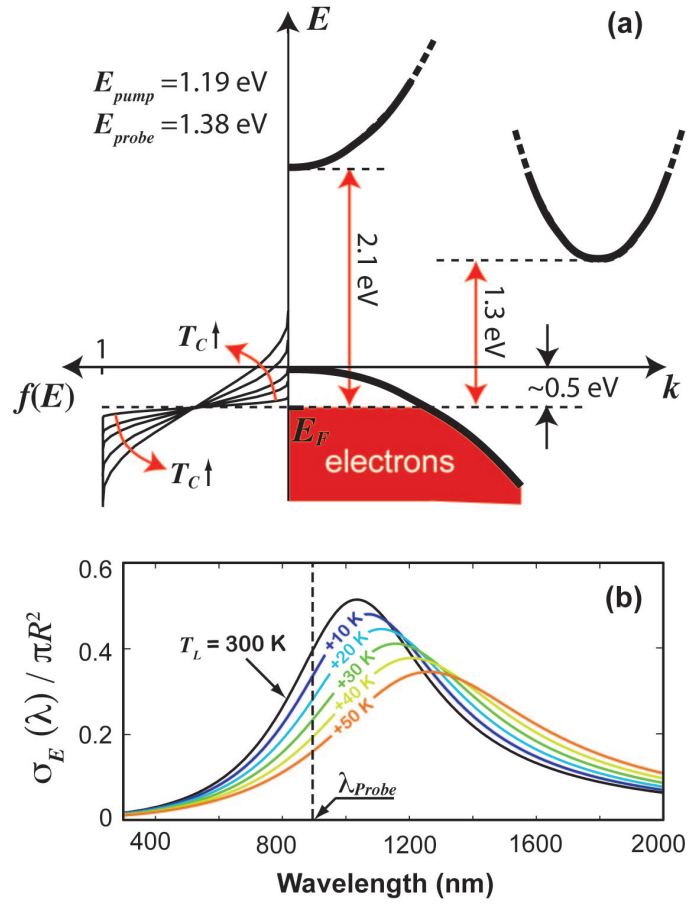 E
(a)
E_pump =1.19 eV
E_probe =1.38 eV
2.1 eV
1.3 eV
1
T_C↑
f(E)
~0.5 eV
k
E_F
T_C↑
electrons
(b)
σ_E (λ) / πR²
0.6
0.4
0.2
0
T_L = 300 K
+10 K
+20 K
+30 K
+40 K
+50 K
λ_Probe
400
800
1200
1600
2000
Wavelength (nm)